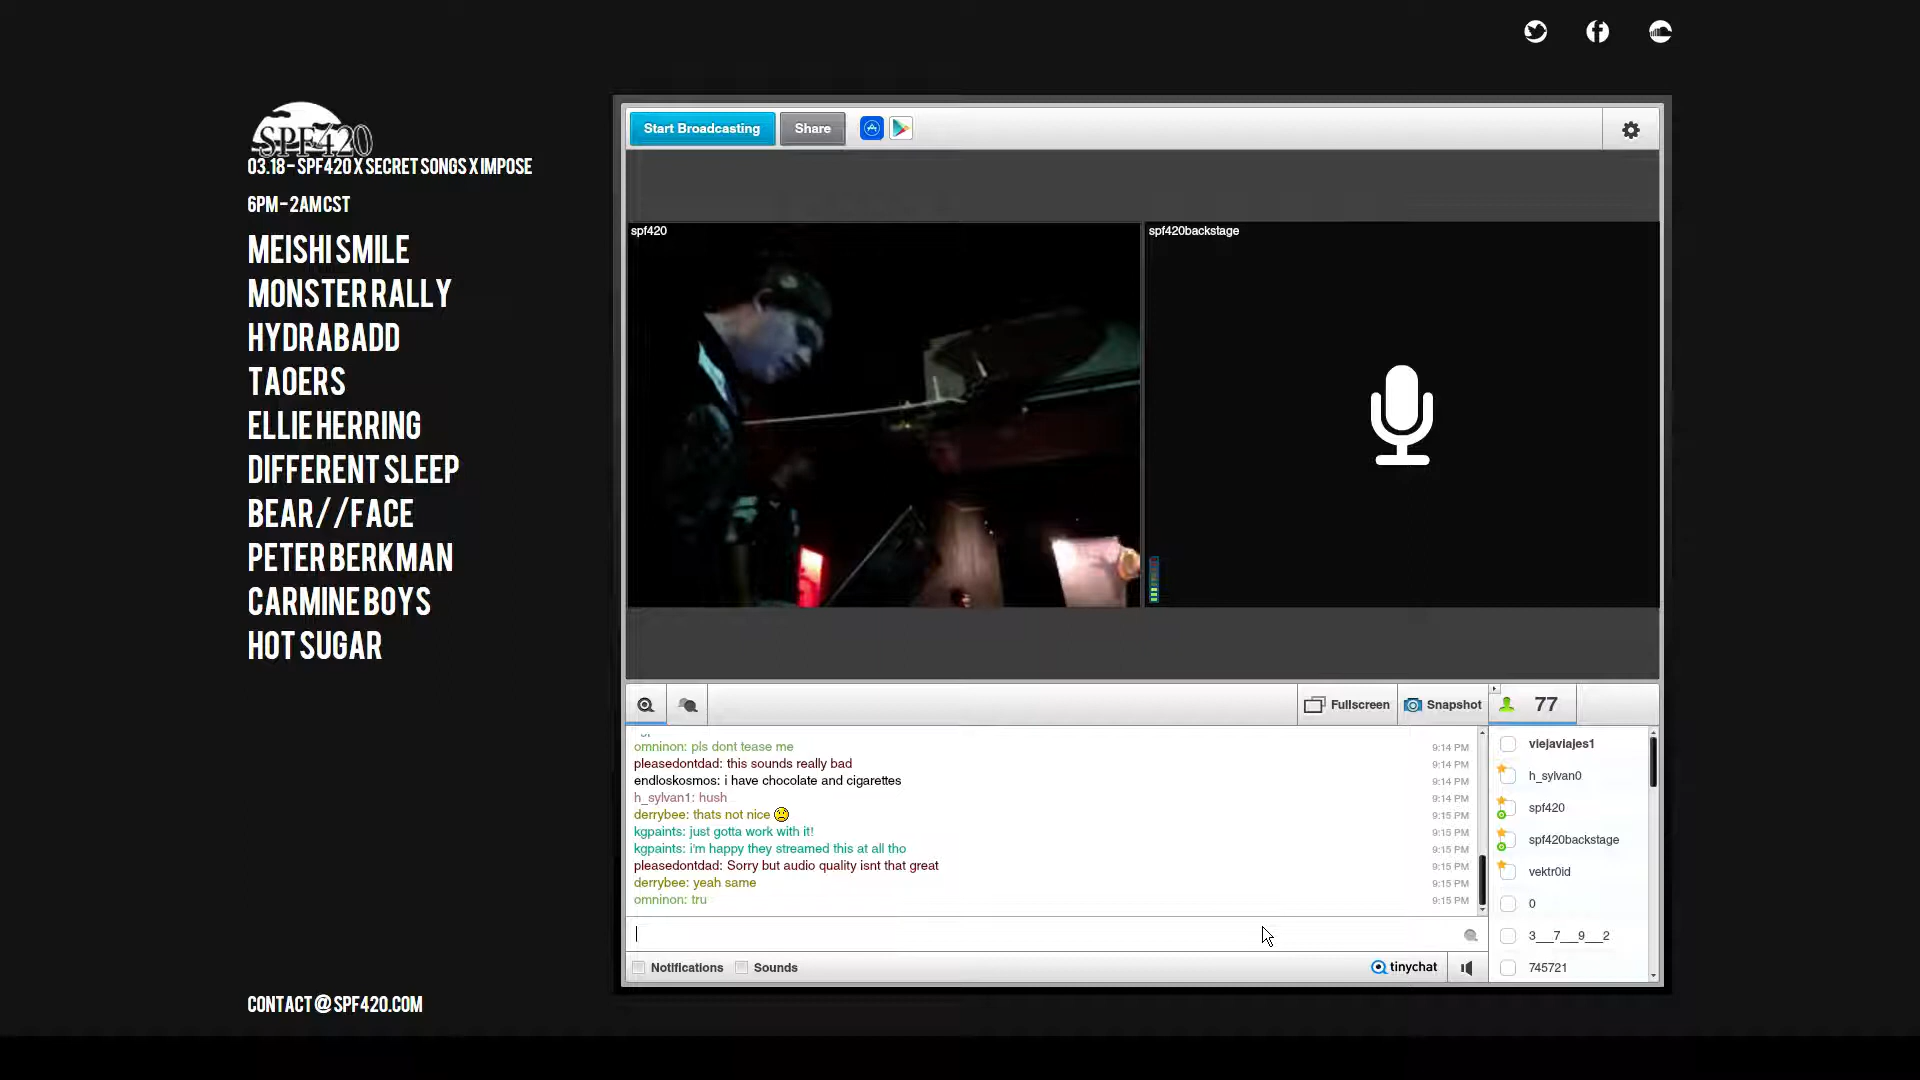 SPF420
03.18 - SPF420 X SECRET SONGS X IMPOSE
6PM - 2AM CST
MEISHI SMILE
MONSTER RALLY
HYDRABADD
TAOERS
ELLIE HERRING
DIFFERENT SLEEP
BEAR//FACE
PETER BERKMAN
CARMINE BOYS
HOT SUGAR
CONTACT@SPF420.COM
Start Broadcasting
Share
spf420
spf420backstage
Fullscreen
Snapshot
77
omninon: pls dont tease me 9:14 PM
pleasedontdad: this sounds really bad 9:14 PM
endloskosmos: i have chocolate and cigarettes 9:14 PM
h_sylvan1: hush 9:14 PM
derrybee: thats not nice 9:15 PM
kgpaints: just gotta work with it! 9:15 PM
kgpaints: i'm happy they streamed this at all tho 9:15 PM
pleasedontdad: Sorry but audio quality isnt that great 9:15 PM
derrybee: yeah same 9:15 PM
omninon: tru 9:15 PM
Notifications
Sounds
tinychat
viejaviajes1
h_sylvan0
spf420
spf420backstage
vektr0id
0
3__7__9__2
745721